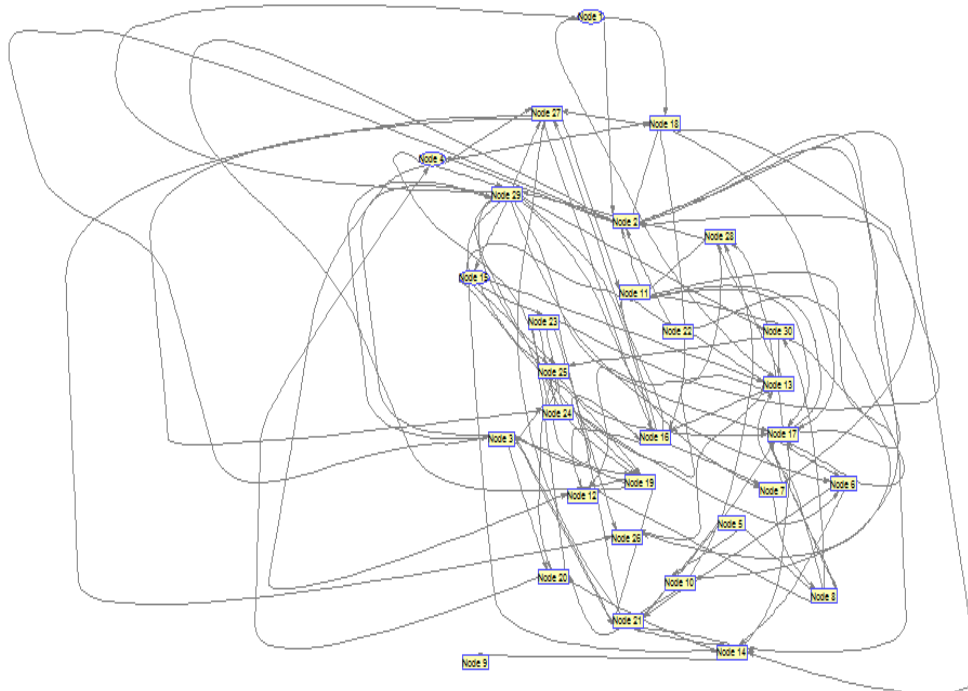 Node 1
Node 27
Node 18
Node 4
Node 29
Node 2
Node 28
Node 15
Node 11
Node 23
Node 22
Node 30
Node 25
Node 13
Node 24
Node 3
Node 16
Node 17
Node 19
Node 7
Node 6
Node 12
Node 5
Node 26
Node 20
Node 10
Node 8
Node 21
Node 14
Node 9